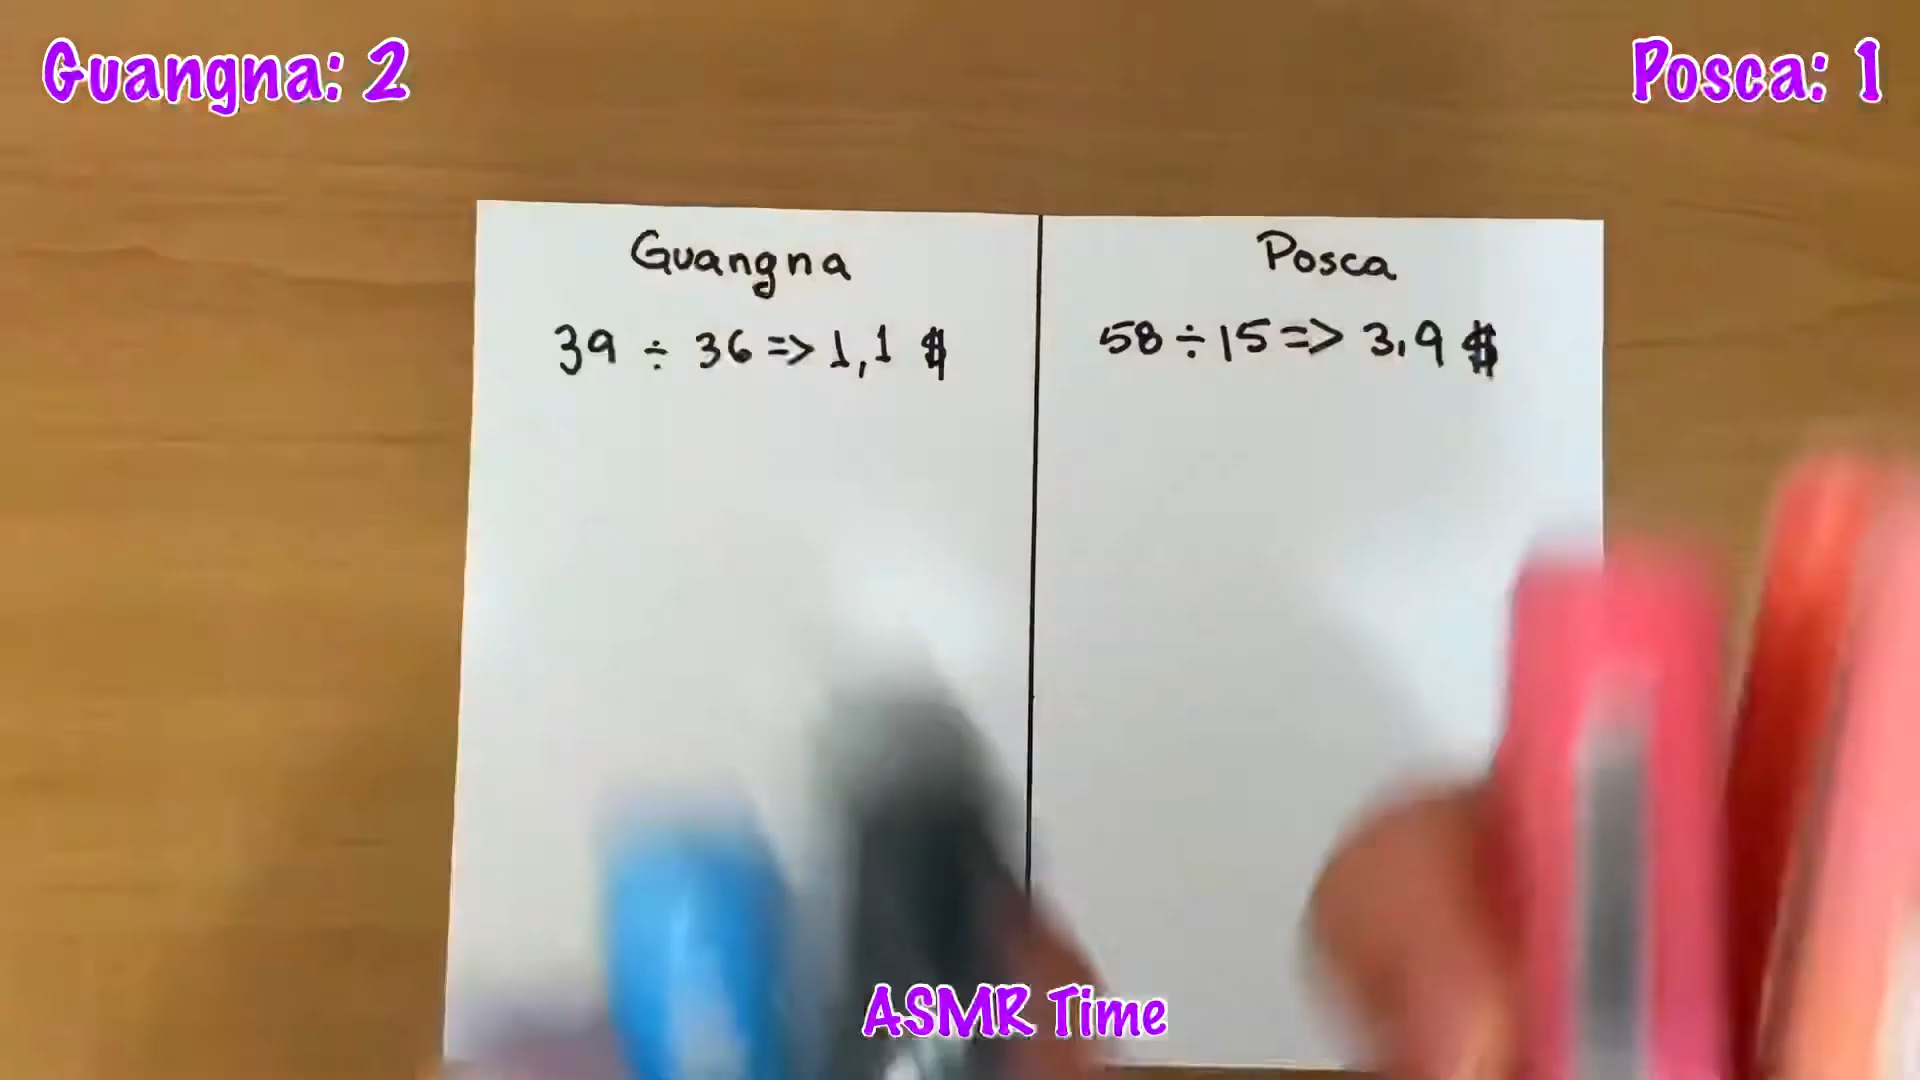 Guangna: 2
Posca: 1
Guangna
39 ÷ 36 => 1,1 $
Posca
58 ÷ 15 => 3,9 $
ASMR Time